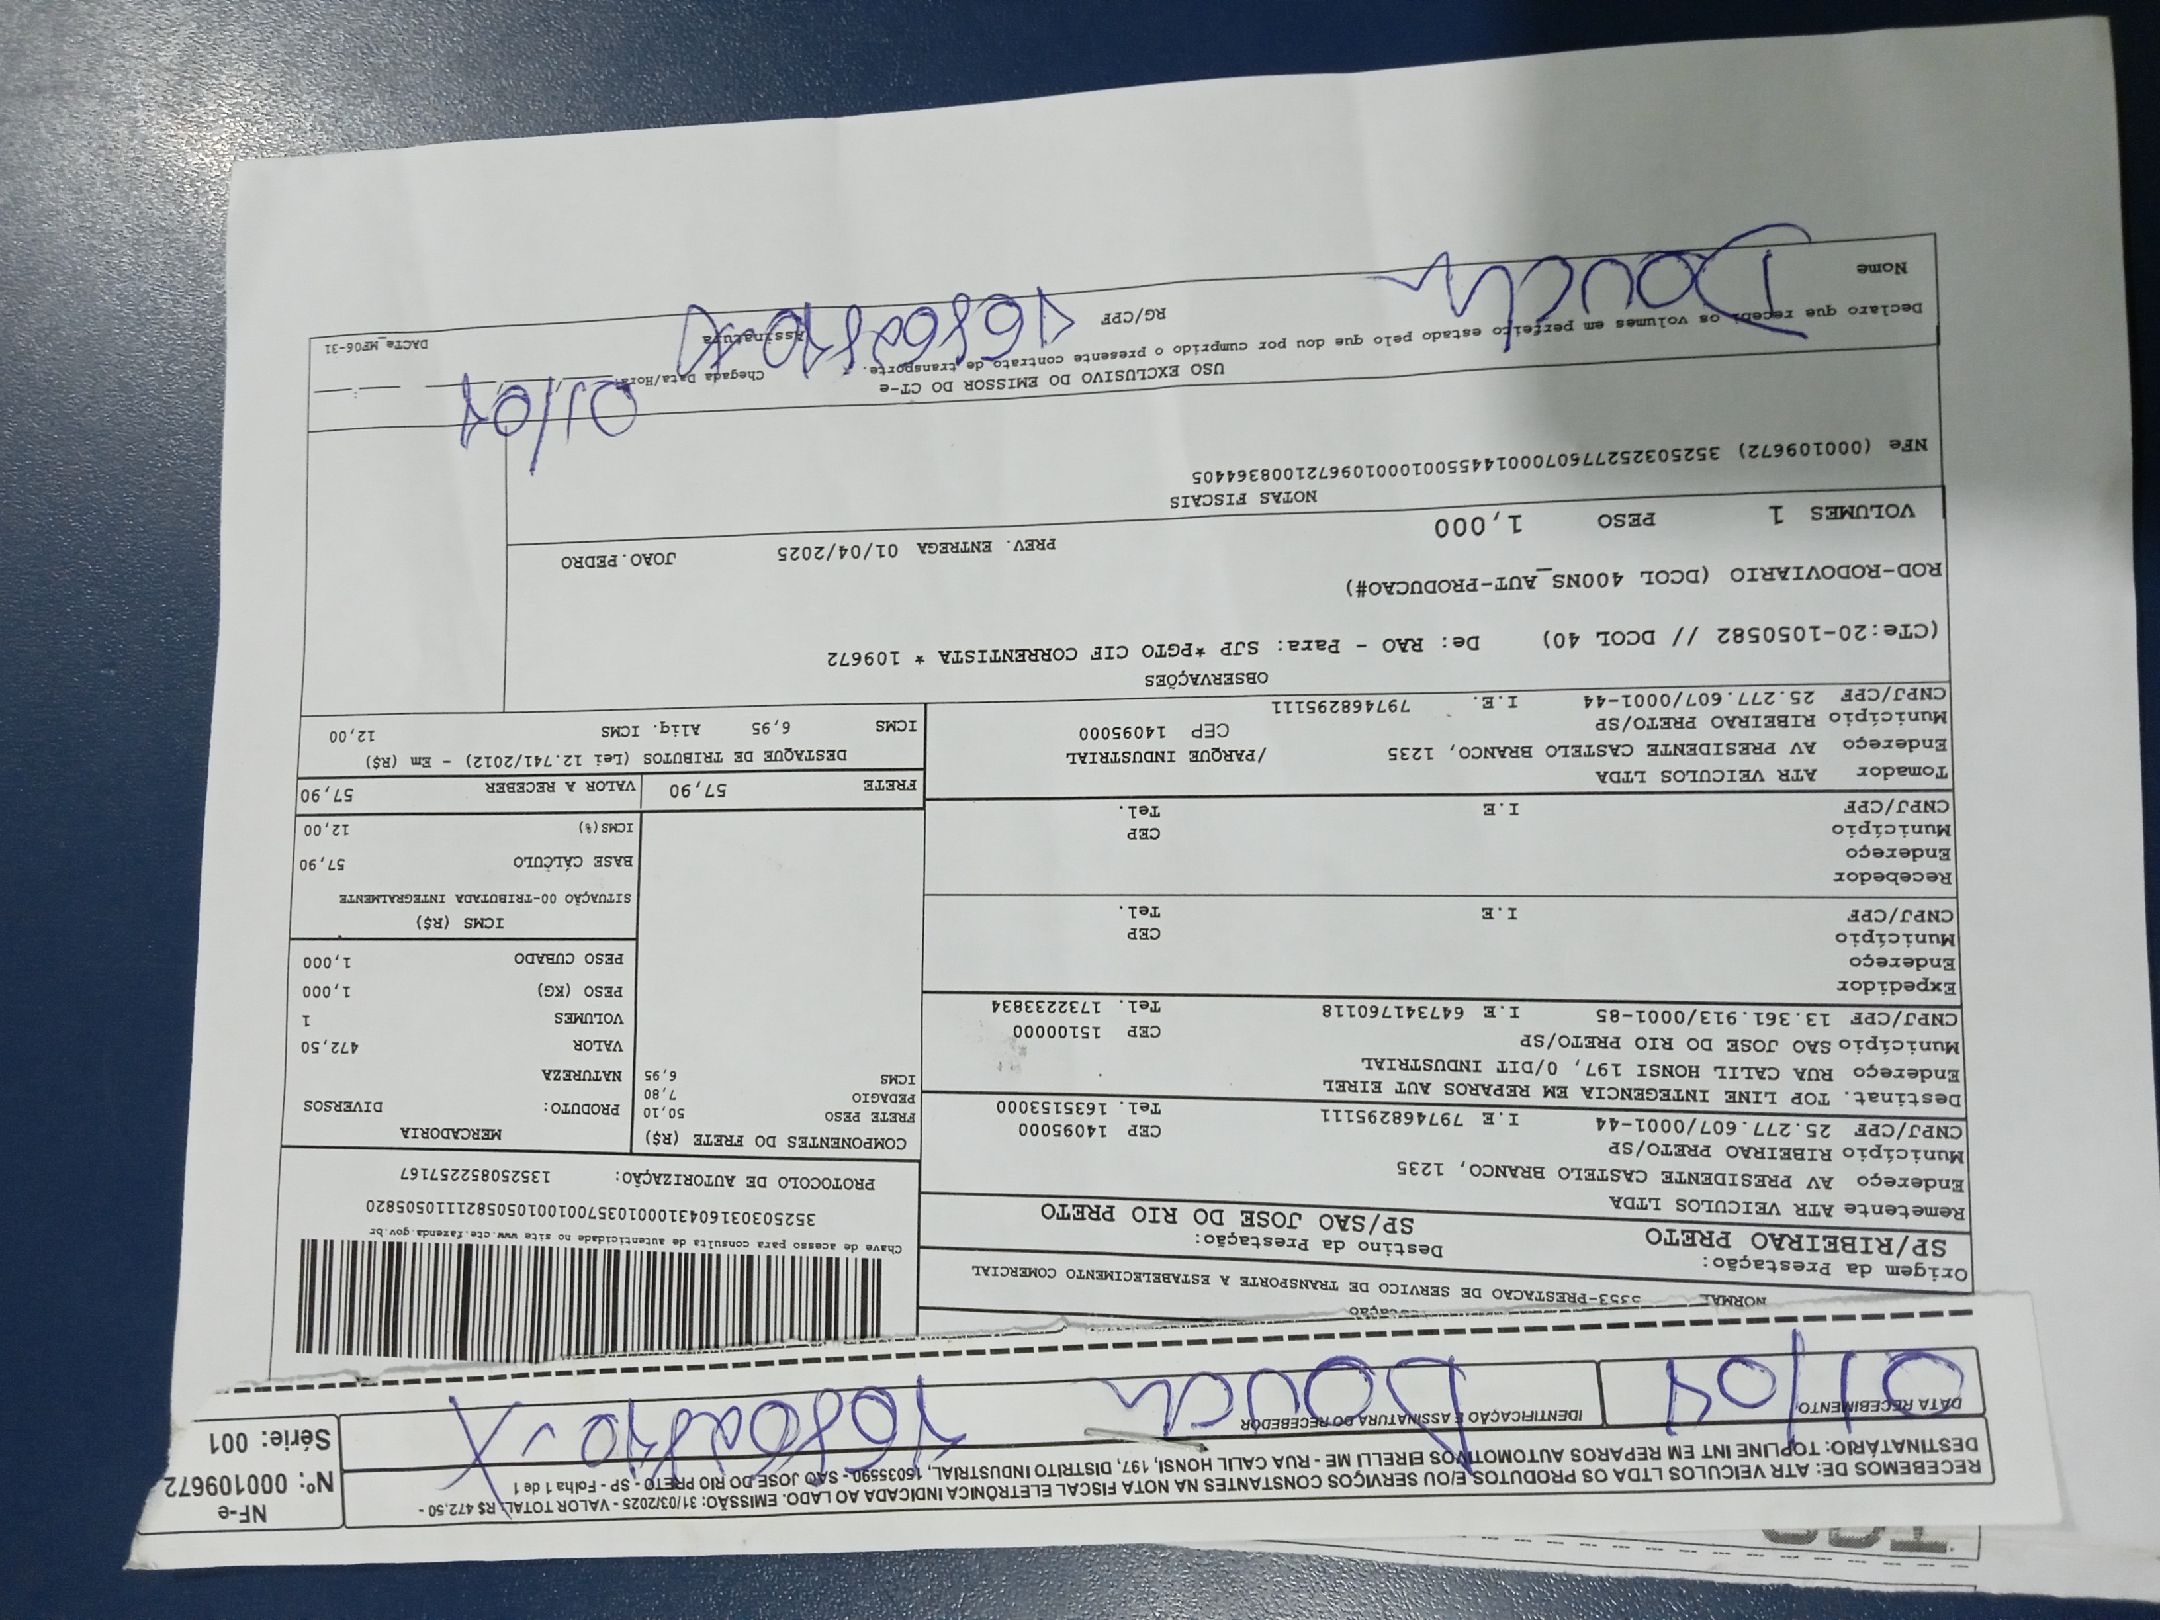 RECEBEMOS DE: ATR VEICULOS LTDA OS PRODUTOS E/OU SERVIÇOS CONSTANTES NA NOTA FISCAL ELETRÔNICA INDICADA AO LADO. EMISSÃO: 31/03/2025 - VALOR TOTAL: R$ 472,50 -
DESTINATÁRIO: TOPLINE INT EM REPAROS AUTOMOTIVOS EIRELLI ME - RUA CALIL HONSI, 197, DISTRITO INDUSTRIAL, 15035590 - SAO JOSE DO RIO PRETO - SP - Folha 1 de 1
NF-e
Nº: 000109672
Série: 001
DATA RECEBIMENTO
01/04
IDENTIFICAÇÃO E ASSINATURA DO RECEBEDOR
NORMAL 5353-PRESTACAO DE SERVICO DE TRANSPORTE A ESTABELECIMENTO COMERCIAL
Origem da Prestação:
SP/RIBEIRAO PRETO
Destino da Prestação:
SP/SAO JOSE DO RIO PRETO
Remetente ATR VEICULOS LTDA
Endereço AV PRESIDENTE CASTELO BRANCO, 1235
Município RIBEIRAO PRETO/SP CEP 14095000
CNPJ/CPF 25.277.607/0001-44 I.E 797468295111 Tel. 1635153000
Destinat. TOP LINE INTEGENCIA EM REPAROS AUT EIREL
Endereço RUA CALIL HONSI 197, 0/DIT INDUSTRIAL
Município SAO JOSE DO RIO PRETO/SP CEP 15100000
CNPJ/CPF 13.361.913/0001-85 I.E 647341760118 Tel. 1732233834
Expedidor
Endereço
Município CEP
CNPJ/CPF I.E Tel.
Recebedor
Endereço
Município CEP
CNPJ/CPF I.E Tel.
Tomador ATR VEICULOS LTDA
Endereço AV PRESIDENTE CASTELO BRANCO, 1235 /PARQUE INDUSTRIAL
Município RIBEIRAO PRETO/SP CEP 14095000
CNPJ/CPF 25.277.607/0001-44 I.E. 797468295111
Chave de acesso para consulta de autenticidade no site www.cte.fazenda.gov.br
35250303160431000103570010010505821111050820
PROTOCOLO DE AUTORIZAÇÃO: 135250852257167
COMPONENTES DO FRETE (R$)
FRETE PESO 50,10
PEDAGIO 7,80
ICMS 6,95
MERCADORIA
PRODUTO: DIVERSOS
NATUREZA
VALOR 472,50
VOLUMES 1
PESO (KG) 1,000
PESO CUBADO 1,000
ICMS (R$)
SITUAÇÃO 00-TRIBUTADA INTEGRALMENTE
BASE CÁLCULO 57,90
ICMS(%) 12,00
FRETE 57,90 VALOR A RECEBER 57,90
DESTAQUE DE TRIBUTOS (Lei 12.741/2012) - Em (R$)
ICMS 6,95 Aliq. ICMS 12,00
OBSERVAÇÕES
(CTe:20-1050582 // DCOL 40) De: RAO - Para: SJP *PGTO CIF CORRENTISTA * 109672
ROD-RODOVIARIO (DCOL 400NS_AUT-PRODUCAO#)
PREV. ENTREGA 01/04/2025 JOAO.PEDRO
VOLUMES 1 PESO 1,000
NOTAS FISCAIS
NFe (000109672) 35250325277607000144550010001096721008364405
USO EXCLUSIVO DO EMISSOR DO CT-e
Declaro que recebi os volumes em perfeito estado pelo que dou por cumprido o presente contrato de transporte.
Chegada Data/Hora:
01/04
Nome
RG/CPF
Assinatura
DACTe_MF06-31